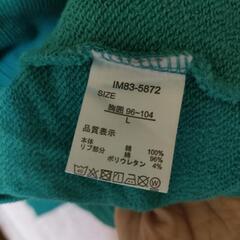 IM83-5872
SIZE
胸囲 96~104
L
品質表示
本体 綿 100%
リブ部分 綿 96%
ポリウレタン 4%